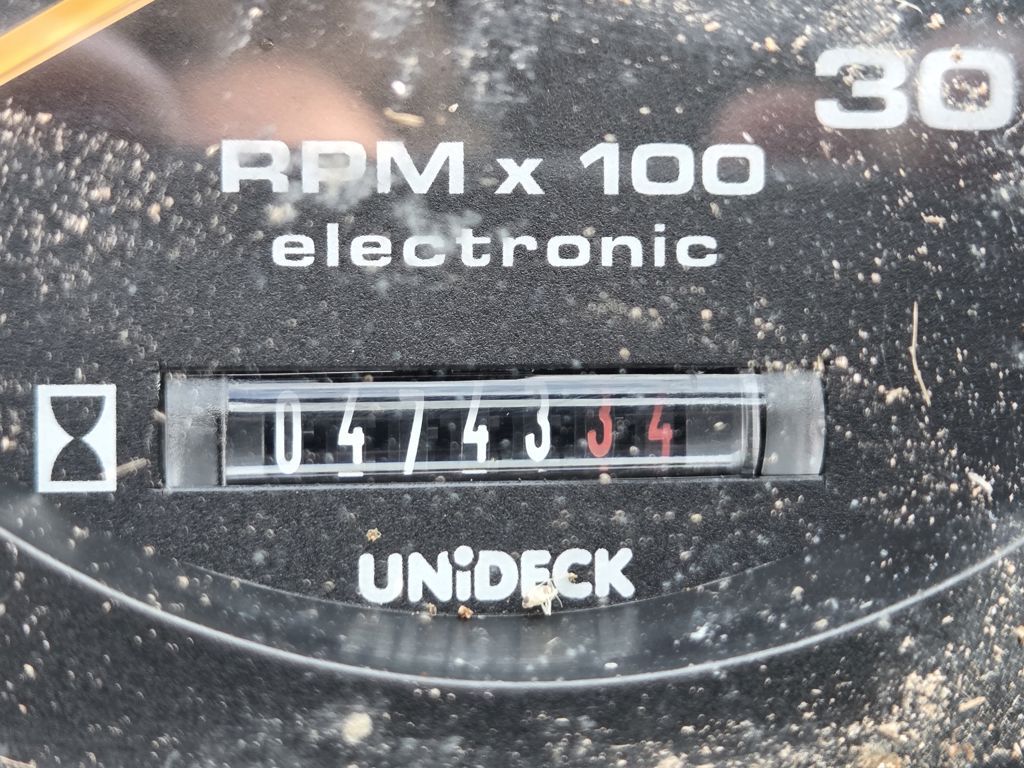 30
RPM x 100
electronic
0474334
UNiDECK